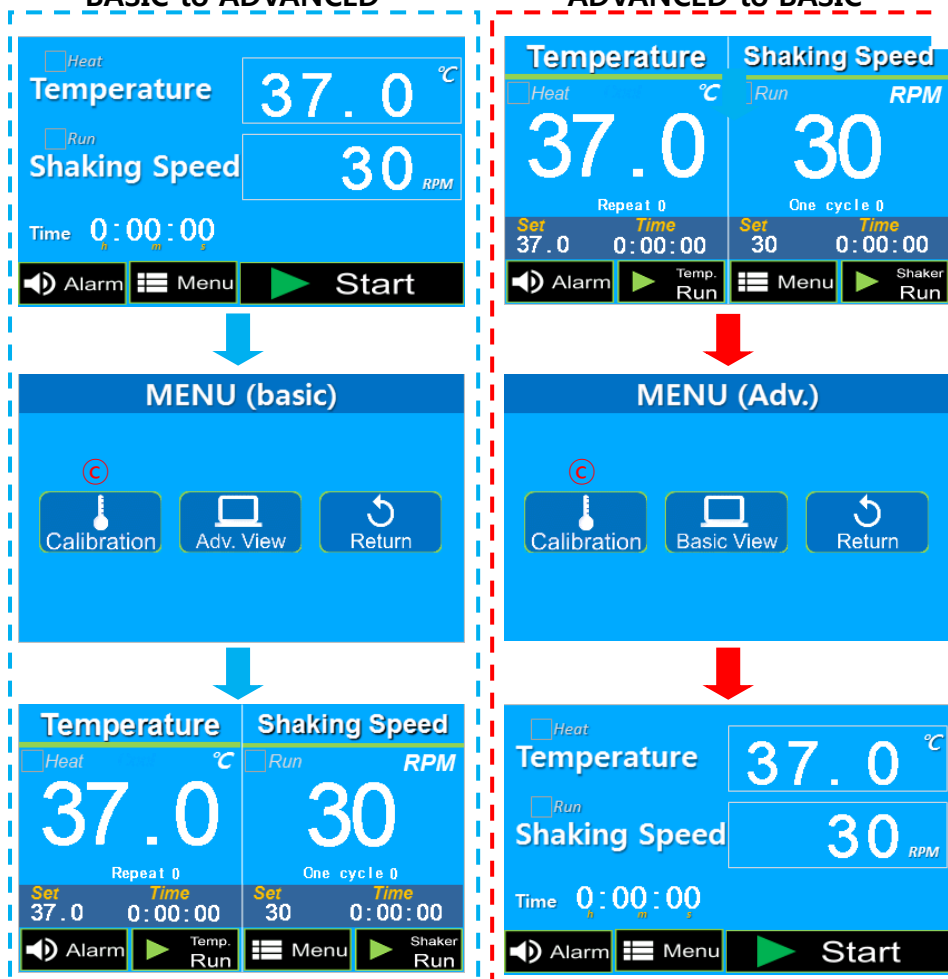 BASIC to ADVANCED
Heat
Temperature
37.0 ℃
Run
Shaking Speed
30 RPM
Time 0:00:00
h m s
Alarm Menu Start
MENU (basic)
ⓒ
Calibration Adv. View Return
Temperature Shaking Speed
Heat ℃ Run RPM
37.0 30
Repeat 0 One cycle 0
Set Time Set Time
37.0 0:00:00 30 0:00:00
Alarm Temp. Run Menu Shaker Run
ADVANCED to BASIC
Temperature Shaking Speed
Heat ℃ Run RPM
37.0 30
Repeat 0 One cycle 0
Set Time Set Time
37.0 0:00:00 30 0:00:00
Alarm Temp. Run Menu Shaker Run
MENU (Adv.)
ⓒ
Calibration Basic View Return
Heat
Temperature
37.0 ℃
Run
Shaking Speed
30 RPM
Time 0:00:00
h m s
Alarm Menu Start